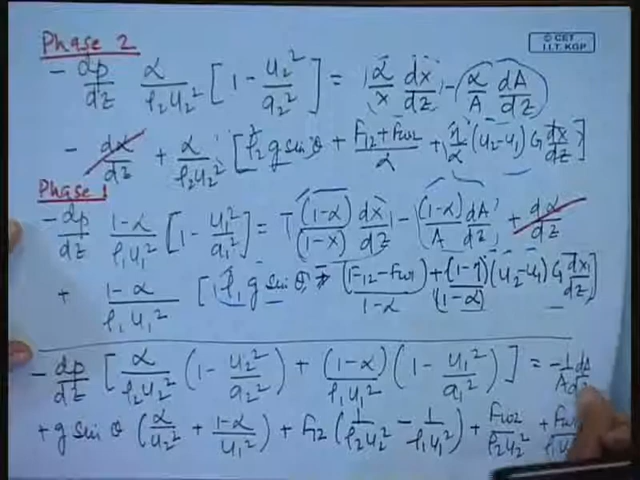 Phase 2
© CET
I.I.T. KGP
- dp/dz α/(ρ₂u₂²) [1 - u₂²/a₂²] = α/x dx/dz - (α/A dA/dz)
- dα/dz + α/(ρ₂u₂²) [ρ₂ g sinθ + (F₁₂ + Fw₂)/α + η/α (u₂-u₁) G dx/dz]
Phase 1
- dp/dz (1-α)/(ρ₁u₁²) [1 - u₁²/a₁²] = - (1-α)/(1-x) dx/dz - ((1-α)/A dA/dz) + dα/dz
+ (1-α)/(ρ₁u₁²) [ρ₁ g sinθ (F₁₂ - Fw₁)/(1-α) + (1-η)/(1-α) (u₂-u₁) G dx/dz]
- dp/dz [α/(ρ₂u₂²) (1 - u₂²/a₂²) + (1-α)/(ρ₁u₁²) (1 - u₁²/a₁²)] = - 1/A dA/dz
+ g sinθ (α/u₂² + (1-α)/u₁²) + F₁₂ (1/(ρ₂u₂²) - 1/(ρ₁u₁²)) + Fw₂/(ρ₂u₂²) +